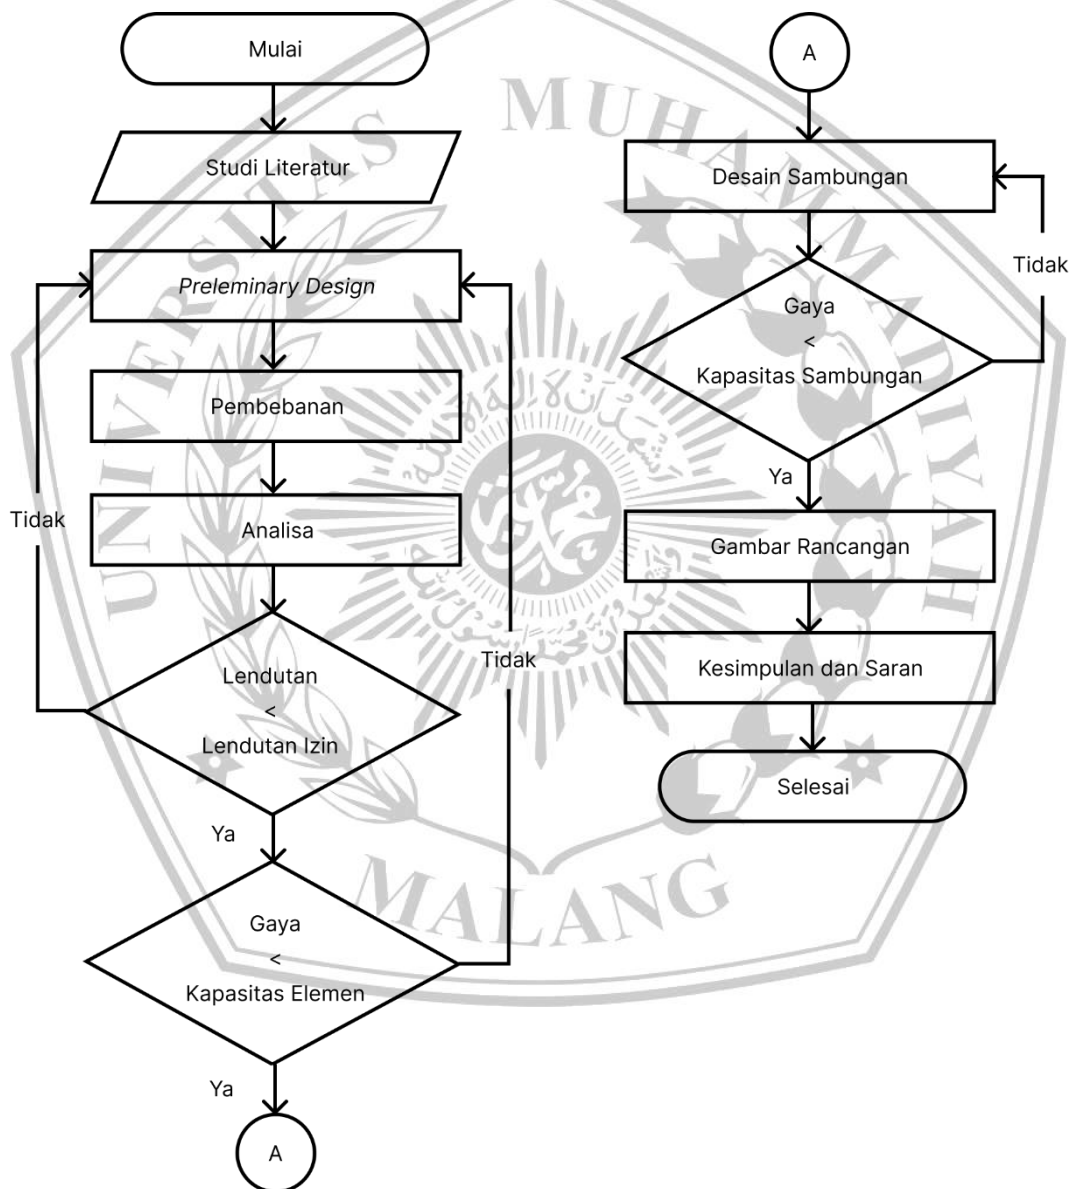 Mulai
Studi Literatur
Preleminary Design
Pembebanan
Analisa
Tidak
Lendutan
<
Lendutan Izin
Tidak
Ya
Gaya
<
Kapasitas Elemen
Ya
A
A
Desain Sambungan
Tidak
Gaya
<
Kapasitas Sambungan
Ya
Gambar Rancangan
Kesimpulan dan Saran
Selesai
UNIVERSITAS MUHAMMADIYAH
MALANG